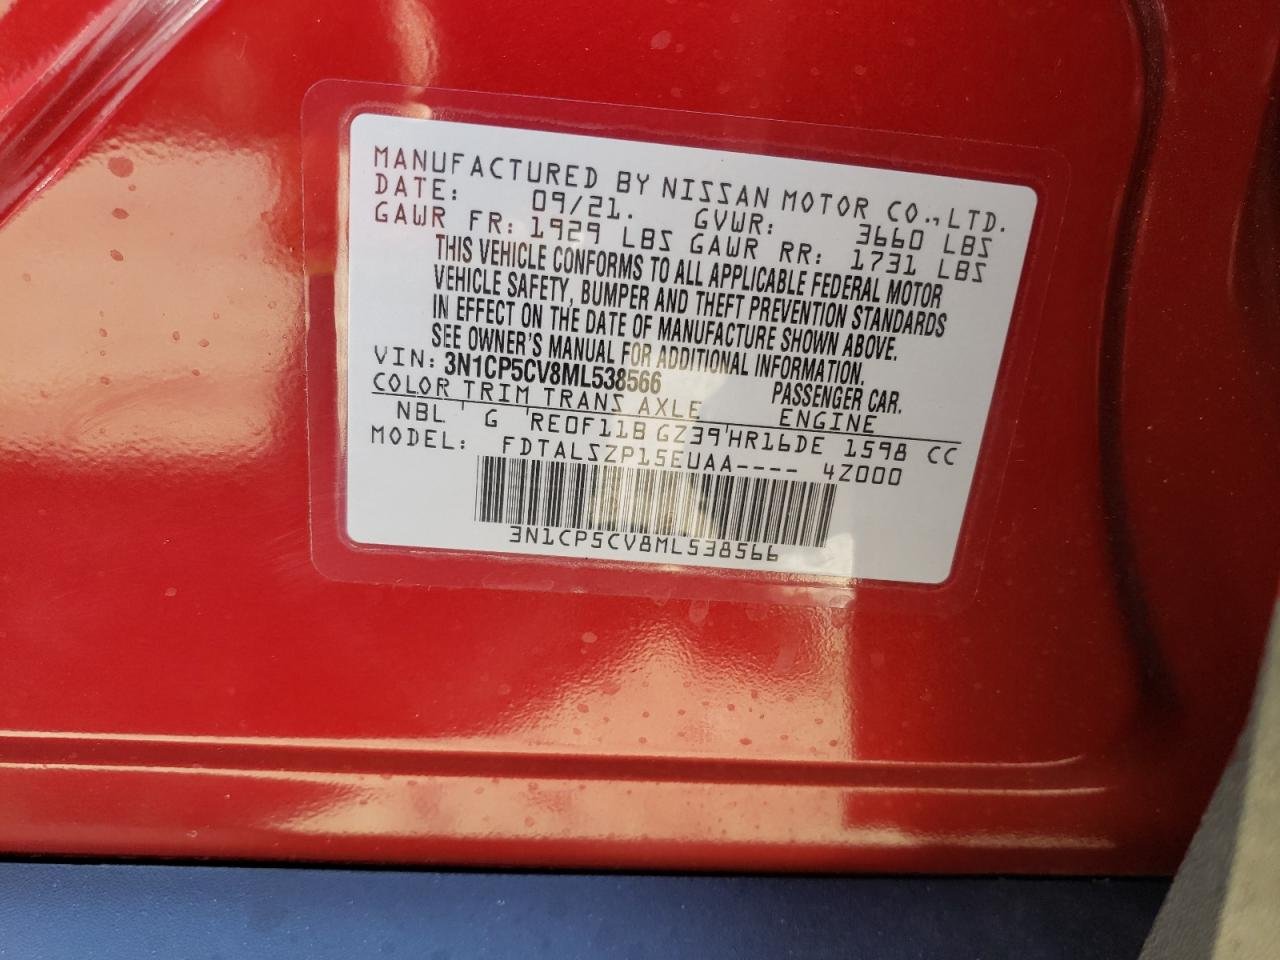 MANUFACTURED BY NISSAN MOTOR CO.,LTD.
DATE: 09/21. GVWR: 3660 LBS
GAWR FR: 1929 LBS GAWR RR: 1731 LBS
THIS VEHICLE CONFORMS TO ALL APPLICABLE FEDERAL MOTOR
VEHICLE SAFETY, BUMPER AND THEFT PREVENTION STANDARDS
IN EFFECT ON THE DATE OF MANUFACTURE SHOWN ABOVE.
SEE OWNER'S MANUAL FOR ADDITIONAL INFORMATION.
VIN: 3N1CP5CV8ML538566 PASSENGER CAR.
COLOR TRIM TRANS AXLE ENGINE
NBL G RE0F11B GZ39 HR16DE 1598 CC
MODEL: FDTALSZP15EUAA---- 4Z000
3N1CP5CV8ML538566